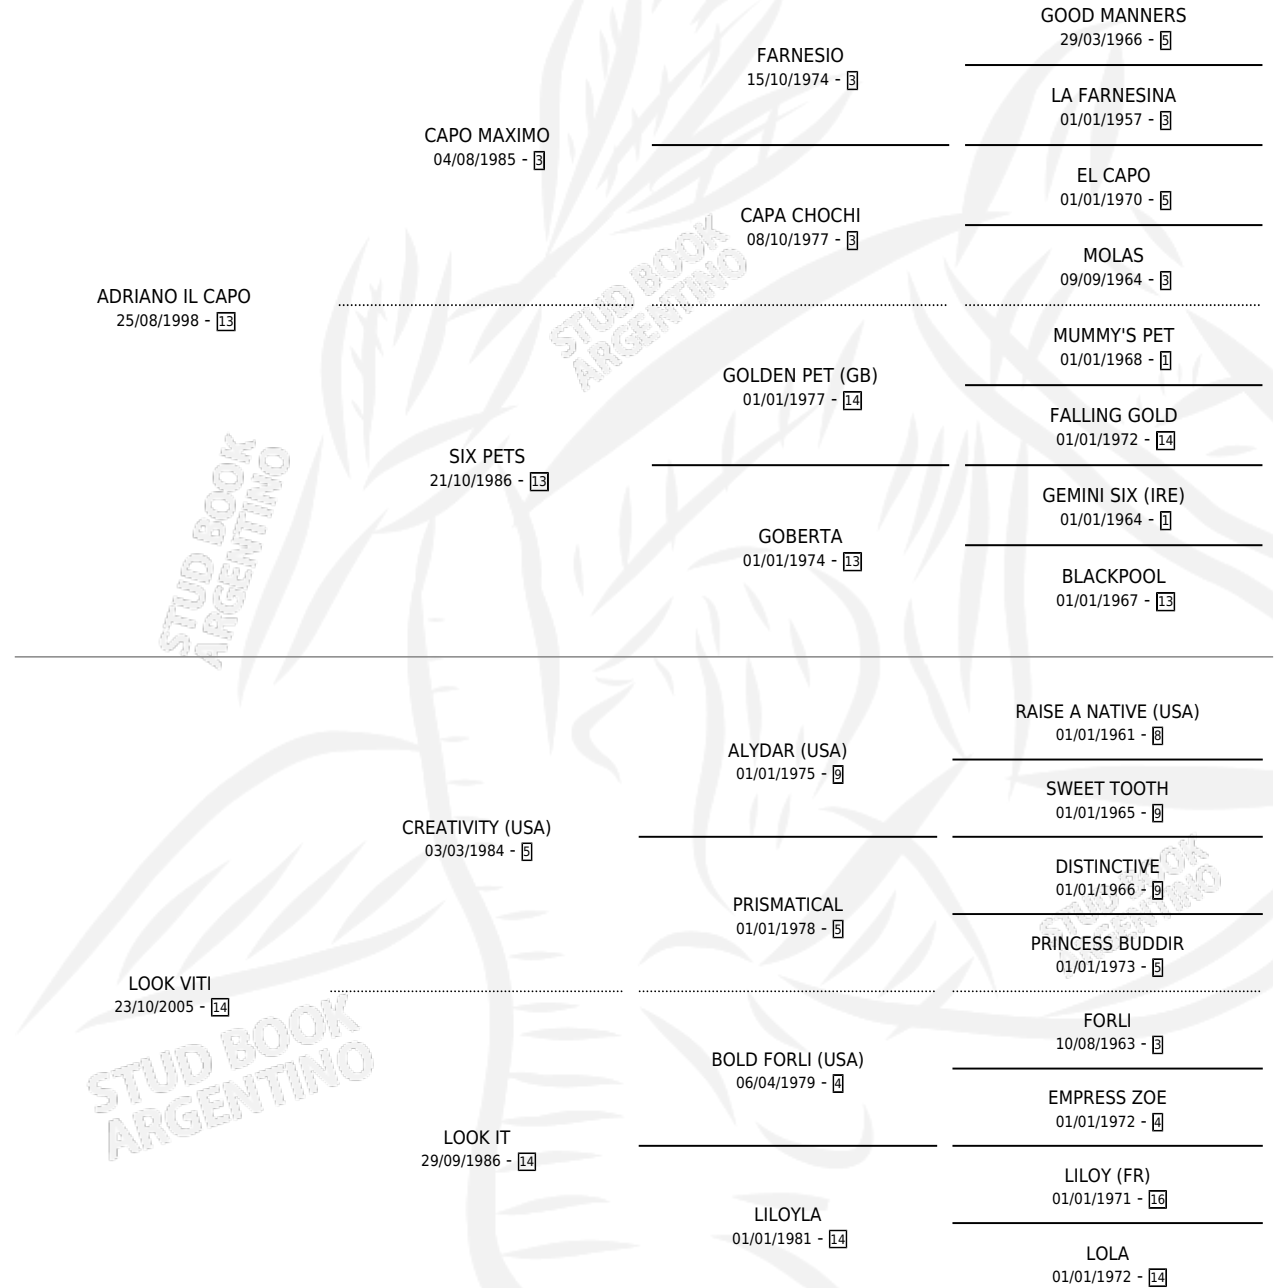 GOOD MANNERS
29/03/1966 - 5
FARNESIO
15/10/1974 - 3
LA FARNESINA
01/01/1957 - 3
CAPO MAXIMO
04/08/1985 - 3
EL CAPO
01/01/1970 - 5
CAPA CHOCHI
08/10/1977 - 3
MOLAS
09/09/1964 - 3
ADRIANO IL CAPO
25/08/1998 - 13
STUD BOOK
ARGENTINO
MUMMY'S PET
01/01/1968 - 1
GOLDEN PET (GB)
01/01/1977 - 14
FALLING GOLD
01/01/1972 - 14
SIX PETS
21/10/1986 - 13
GEMINI SIX (IRE)
01/01/1964 - 1
GOBERTA
01/01/1974 - 13
BLACKPOOL
01/01/1967 - 13
STUD BOOK
ARGENTINO
RAISE A NATIVE (USA)
01/01/1961 - 8
ALYDAR (USA)
01/01/1975 - 9
SWEET TOOTH
01/01/1965 - 9
CREATIVITY (USA)
03/03/1984 - 5
DISTINCTIVE
01/01/1966 - 9
PRISMATICAL
01/01/1978 - 5
PRINCESS BUDDIR
01/01/1973 - 5
STUD BOOK
ARGENTINO
LOOK VITI
23/10/2005 - 14
FORLI
10/08/1963 - 3
BOLD FORLI (USA)
06/04/1979 - 4
EMPRESS ZOE
01/01/1972 - 4
STUD BOOK
ARGENTINO
LOOK IT
29/09/1986 - 14
LILOY (FR)
01/01/1971 - 16
LILOYLA
01/01/1981 - 14
LOLA
01/01/1972 - 14